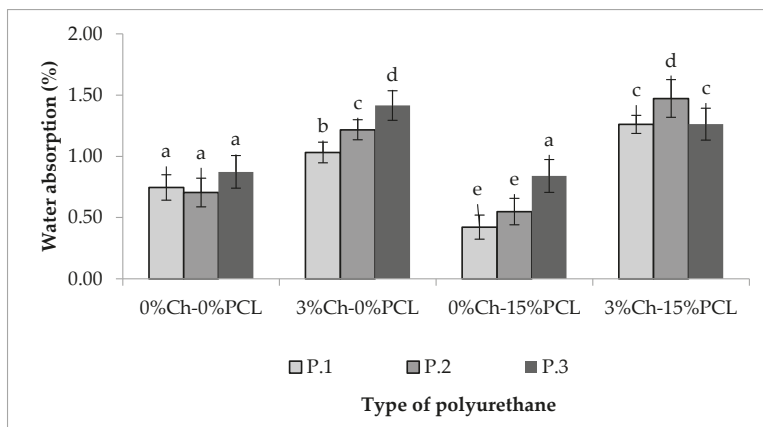 2.00
1.50
1.00
0.50
0.00
Water absorption (%)
a a a
b c d
e e a
c d c
0%Ch-0%PCL 3%Ch-0%PCL 0%Ch-15%PCL 3%Ch-15%PCL
P.1 P.2 P.3
Type of polyurethane